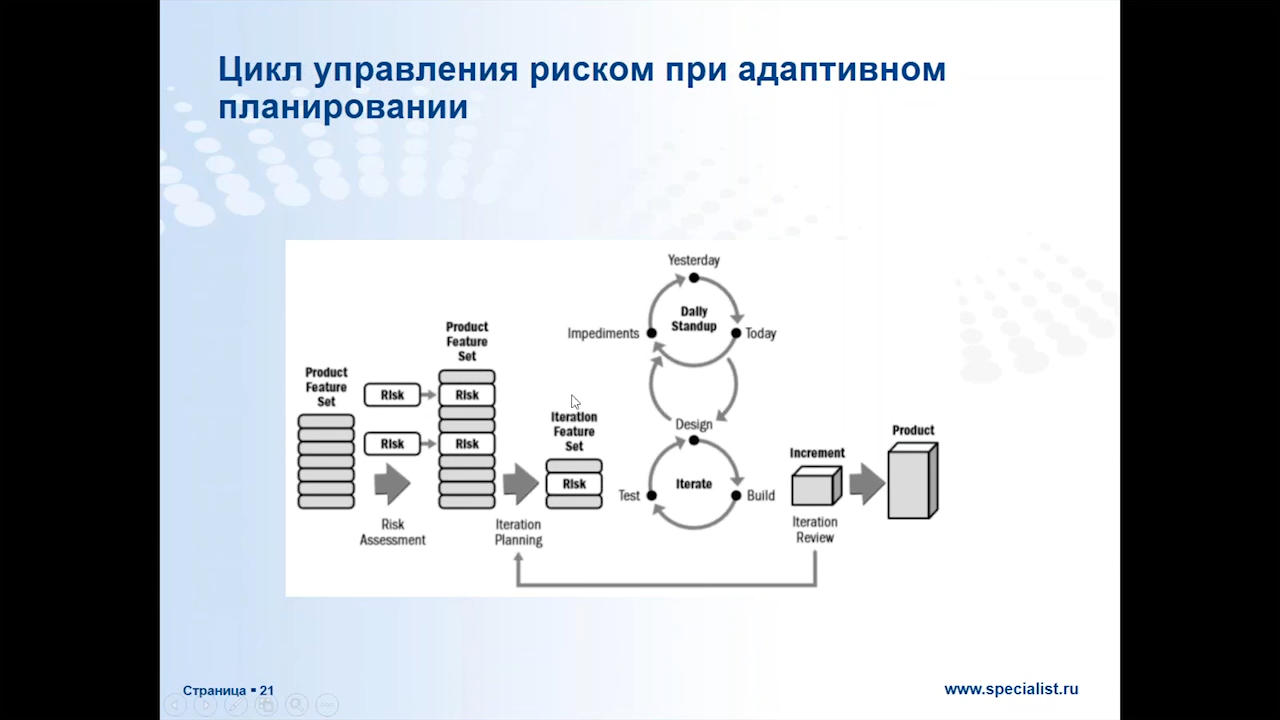 Цикл управления риском при адаптивном
планировании
Product
Feature
Set
Risk
Risk
Risk
Assessment
Product
Feature
Set
Risk
Risk
Iteration
Planning
Iteration
Feature
Set
Risk
Yesterday
Daily
Standup
Impediments
Today
Design
Iterate
Test
Build
Increment
Iteration
Review
Product
Страница ▪ 21
www.specialist.ru